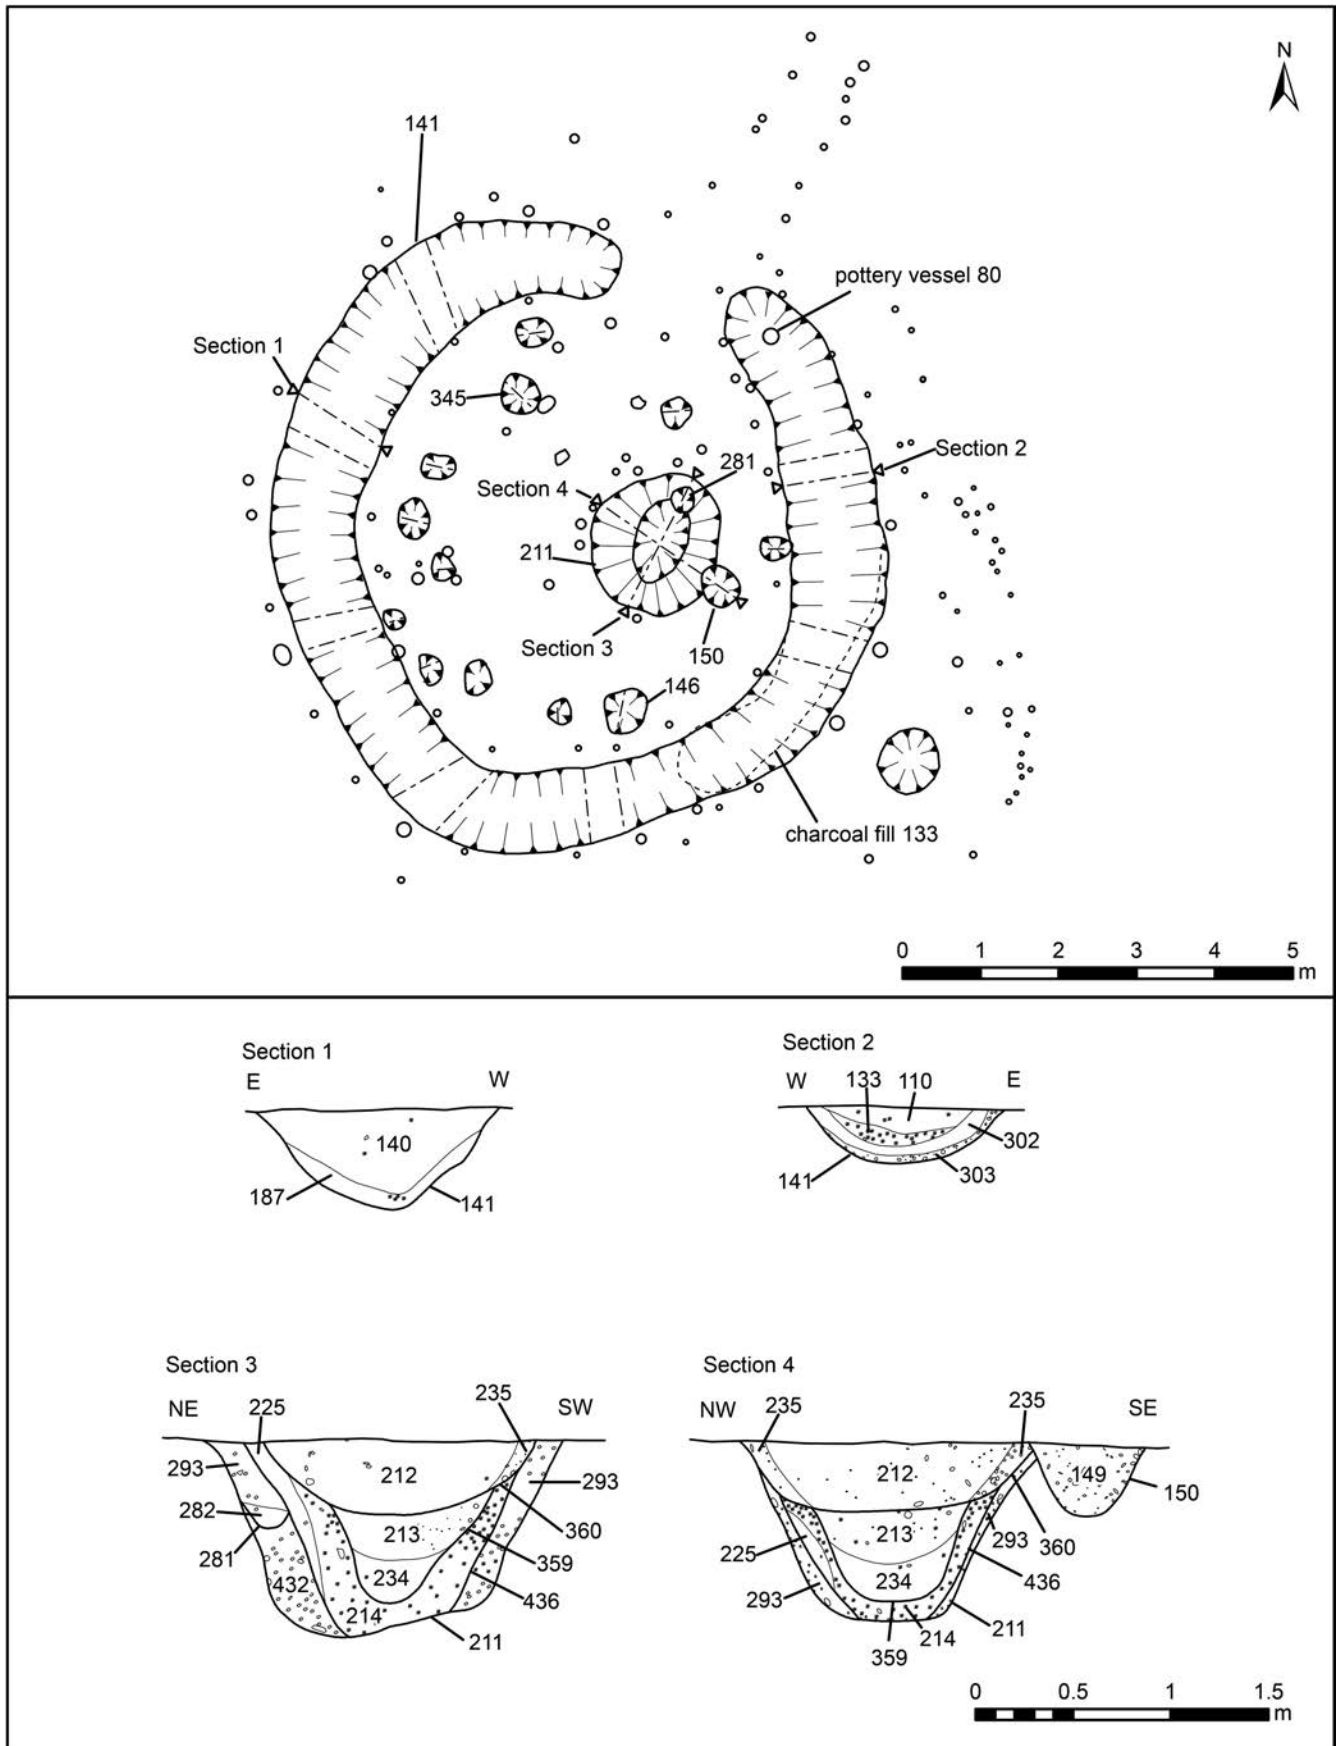 N
141
pottery vessel 80
Section 1
345
Section 2
281
Section 4
211
Section 3
150
146
charcoal fill 133
0 1 2 3 4 5
m
Section 1
E W
140
187
141
Section 2
W 133 110 E
302
141
303
Section 3
NE 225 235 SW
212
293
293
282
213
360
281
359
234
432
436
214
211
Section 4
NW 235 235 SE
212
149
150
213
293
360
225
234
436
293
214
211
359
0 0.5 1 1.5
m